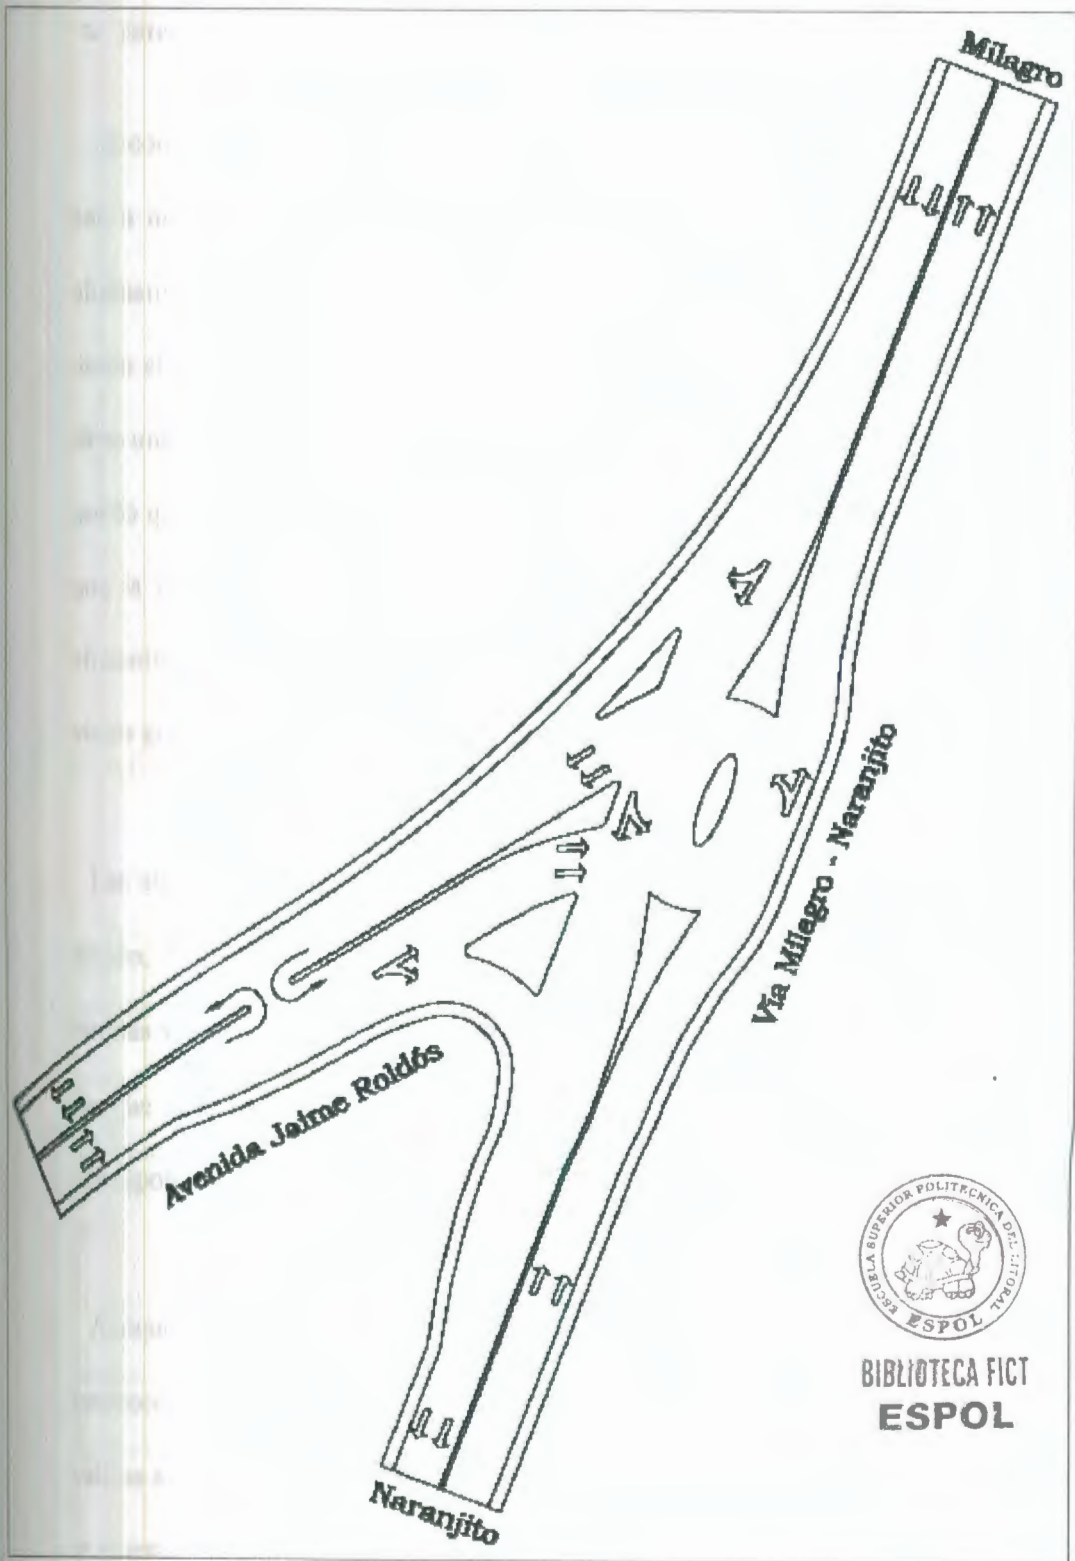 Milagro
Vía Milagro - Naranjito
Avenida Jaime Roldós
Naranjito
ESCUELA SUPERIOR POLITECNICA DEL LITORAL
ESPOL
BIBLIOTECA FICT
ESPOL